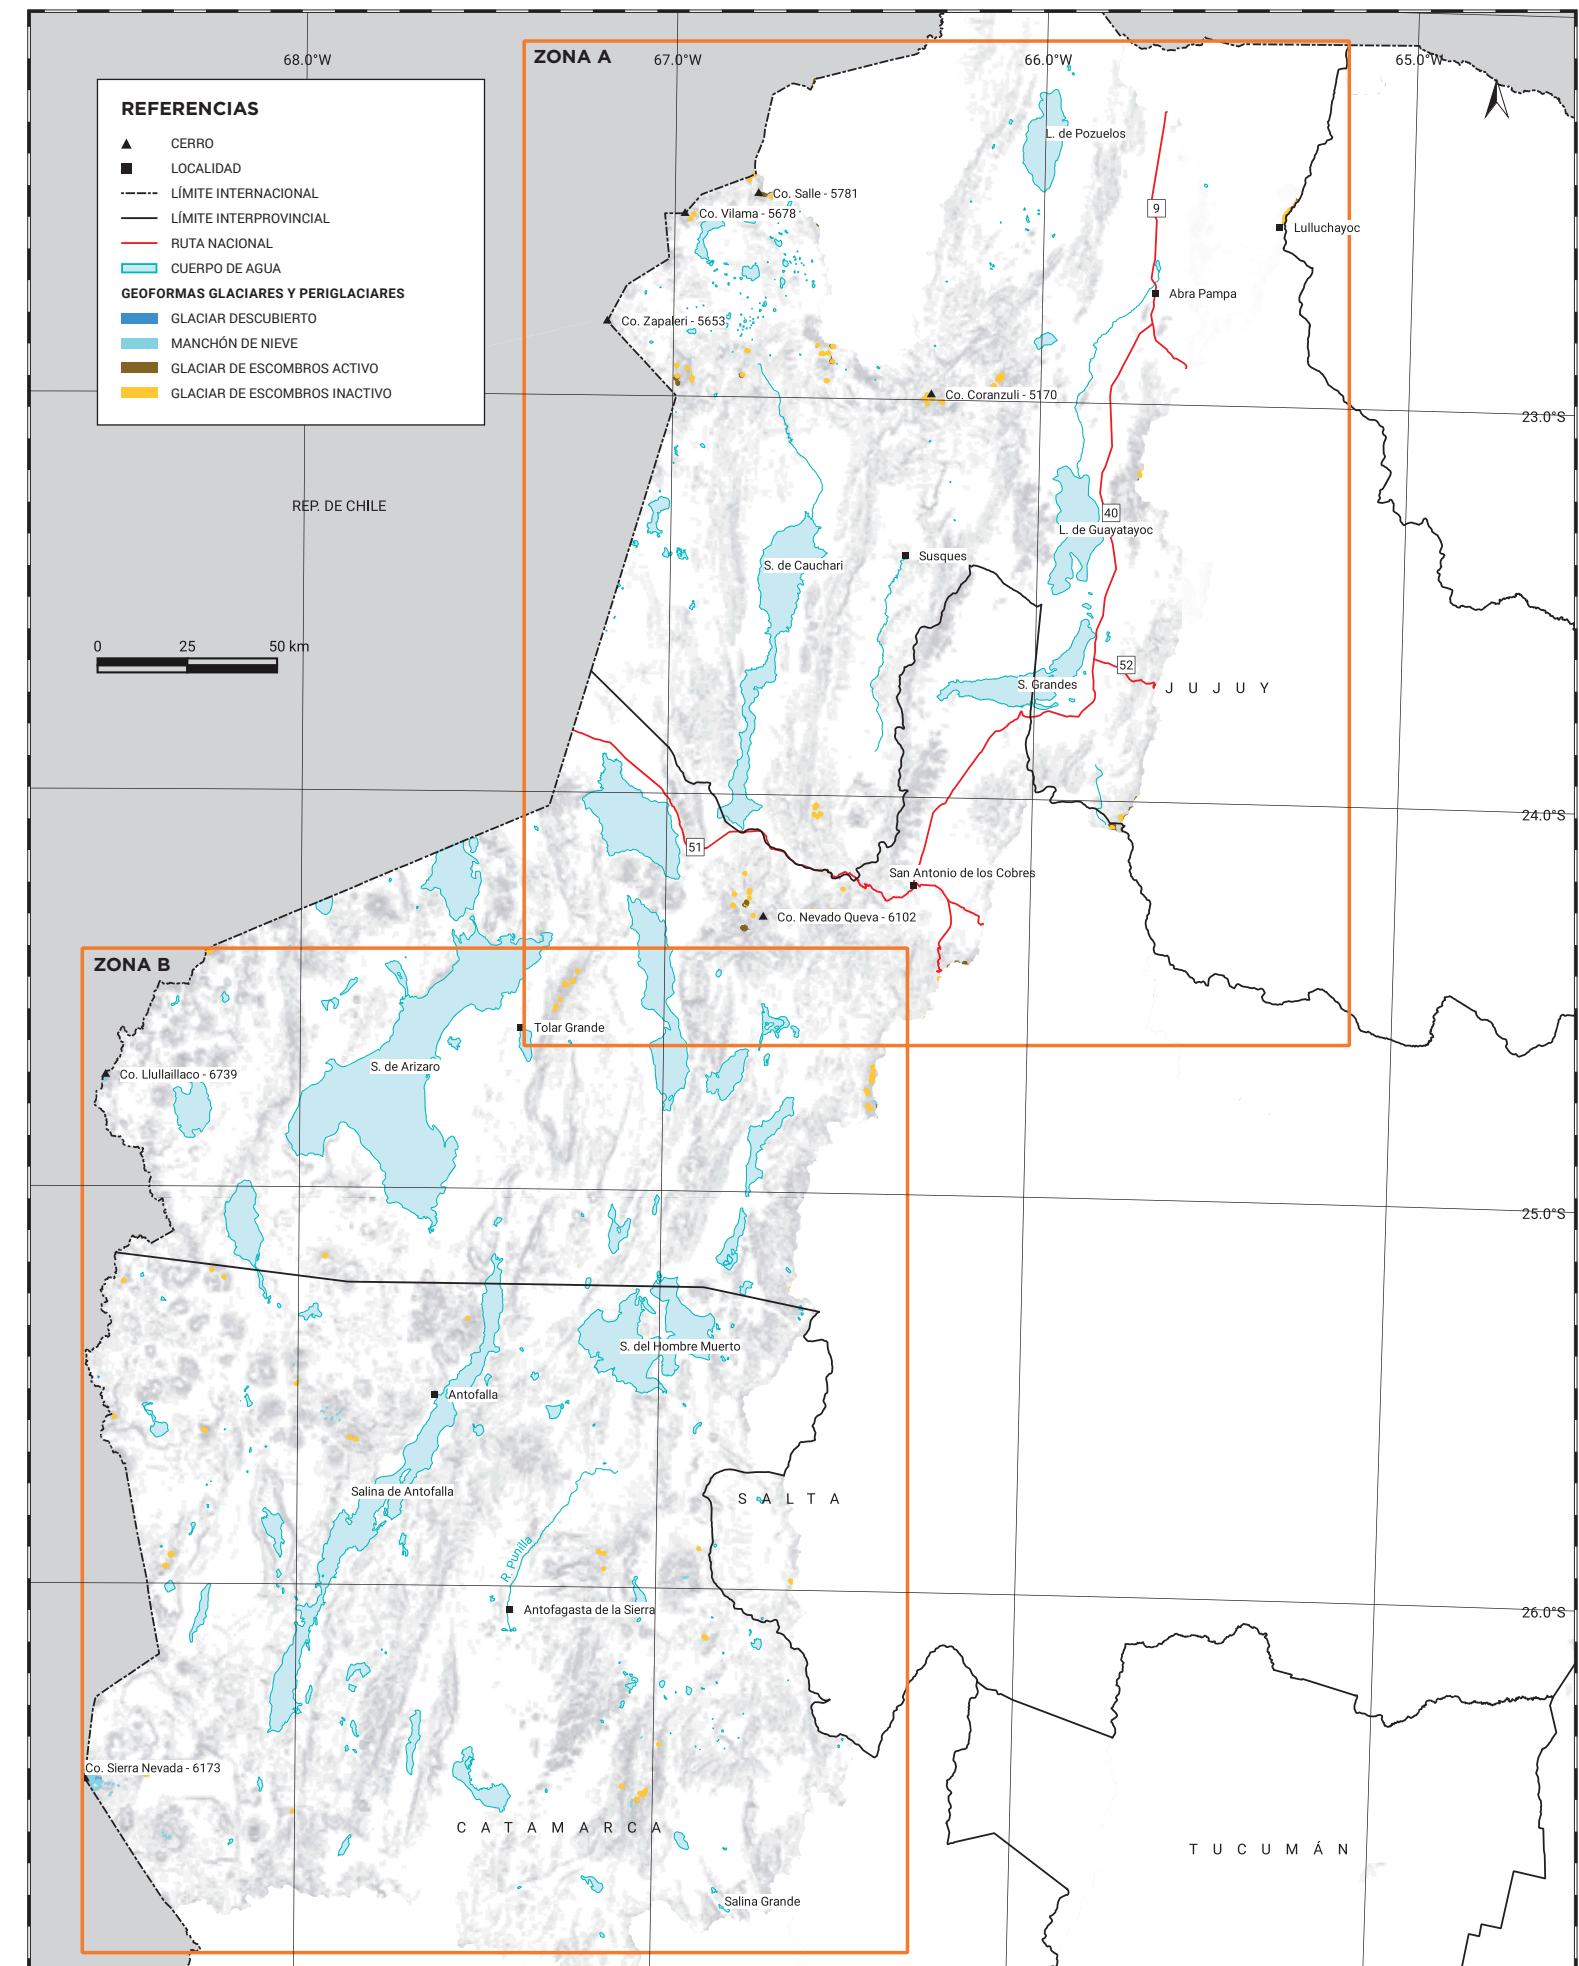 ZONA A
68.0°W
67.0°W
66.0°W
65.0°W
REFERENCIAS
CERRO
LOCALIDAD
LÍMITE INTERNACIONAL
LÍMITE INTERPROVINCIAL
RUTA NACIONAL
CUERPO DE AGUA
GEOFORMAS GLACIARES Y PERIGLACIARES
GLACIAR DESCUBIERTO
MANCHÓN DE NIEVE
GLACIAR DE ESCOMBROS ACTIVO
GLACIAR DE ESCOMBROS INACTIVO
L. de Pozuelos
Co. Salle - 5781
9
Co. Vilama - 5678
Lulluchayoc
Abra Pampa
Co. Zapaleri - 5653
Co. Coranzuli - 5170
23.0°S
REP. DE CHILE
40
L. de Guayatayoc
Susques
S. de Cauchari
0 25 50 km
52
S. Grandes
JUJUY
24.0°S
51
San Antonio de los Cobres
Co. Nevado Queva - 6102
ZONA B
Tolar Grande
S. de Arizaro
Co. Llullaillaco - 6739
25.0°S
S. del Hombre Muerto
Antofalla
Salina de Antofalla
SALTA
R. Punilla
Antofagasta de la Sierra
26.0°S
Co. Sierra Nevada - 6173
CATAMARCA
TUCUMÁN
Salina Grande